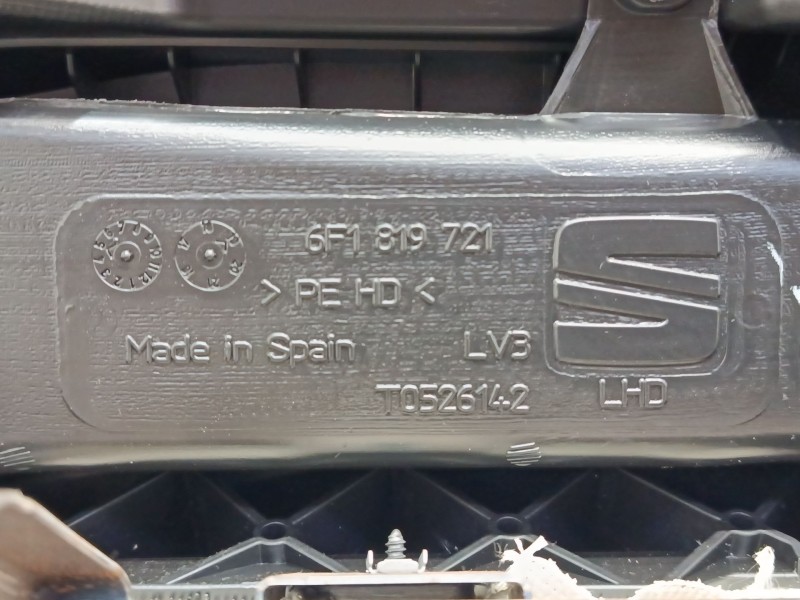 6F1 819 721
> PE HD <
Made in Spain
LV3
T0526142
LHD